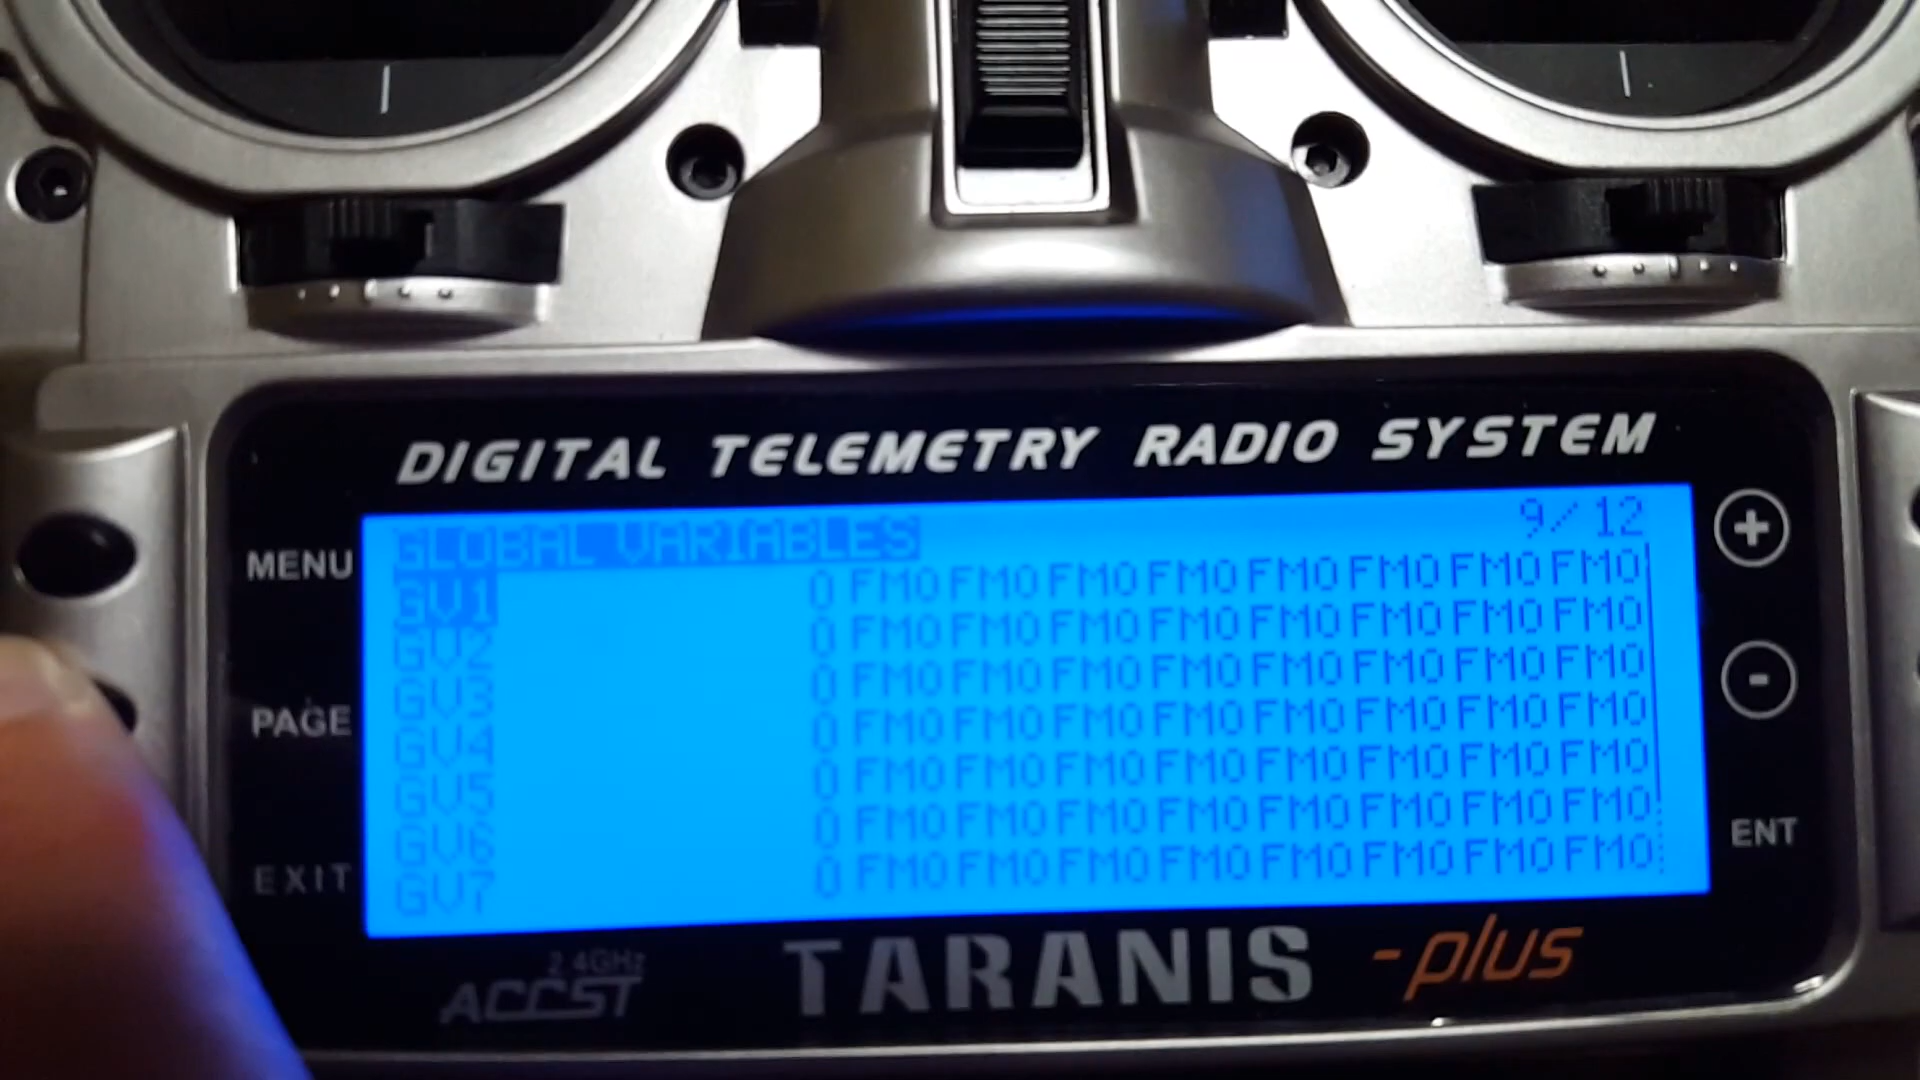 DIGITAL TELEMETRY RADIO SYSTEM
GLOBAL VARIABLES 9/12
MENU
GV1 0 FM0 FM0 FM0 FM0 FM0 FM0 FM0 FM0
GV2 0 FM0 FM0 FM0 FM0 FM0 FM0 FM0 FM0
GV3 0 FM0 FM0 FM0 FM0 FM0 FM0 FM0 FM0
PAGE
GV4 0 FM0 FM0 FM0 FM0 FM0 FM0 FM0 FM0
GV5 0 FM0 FM0 FM0 FM0 FM0 FM0 FM0 FM0
GV6 0 FM0 FM0 FM0 FM0 FM0 FM0 FM0 FM0
EXIT
GV7 0 FM0 FM0 FM0 FM0 FM0 FM0 FM0 FM0
+
-
ENT
2.4GHz
ACCST
TARANIS -plus